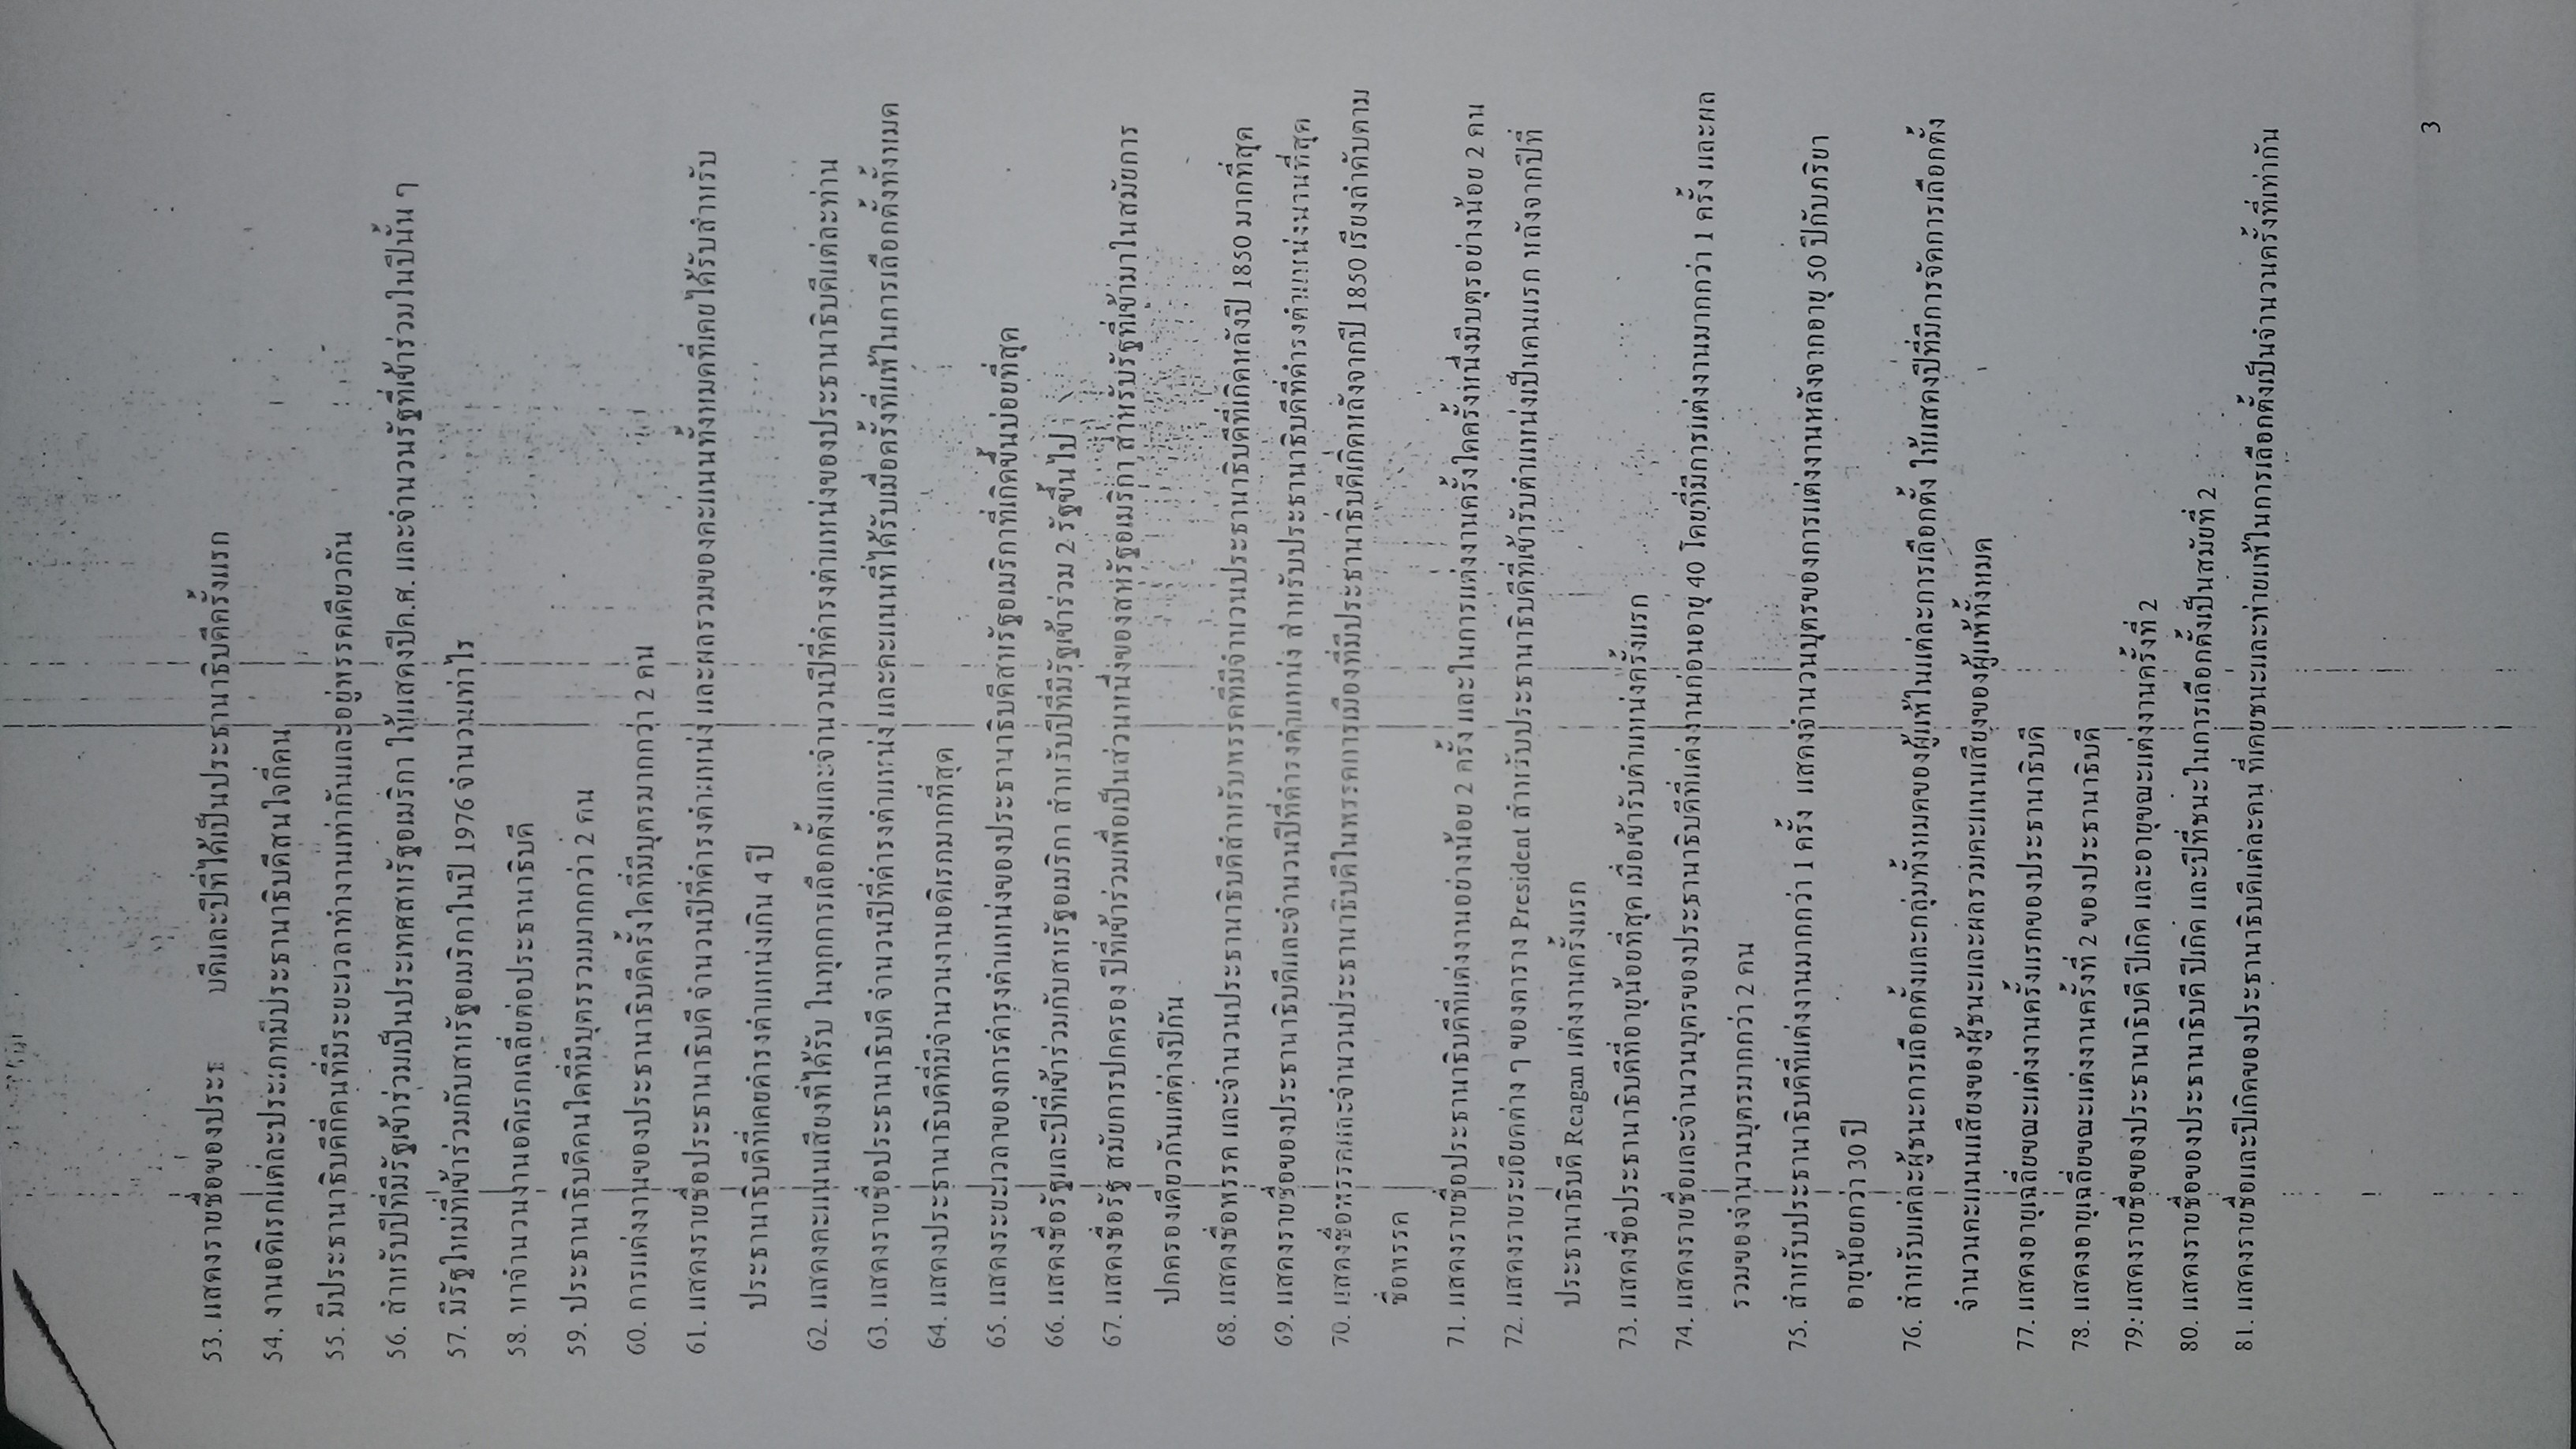 53. แสดงรายชื่อของประธ บดีและปีที่ได้เป็นประธานาธิบดีครั้งแรก
54. งานอดิเรกแต่ละประเภทมีประธานาธิบดีสนใจกี่คน
55. มีประธานาธิบดีกี่คนที่มีระยะเวลาทำงานเท่ากันและอยู่พรรคเดียวกัน
56. สำหรับปีที่มีรัฐเข้าร่วมเป็นประเทศสหรัฐอเมริกา ให้แสดงปีค.ศ. และจำนวนรัฐที่เข้าร่วมในปีนั้น ๆ
57. มีรัฐใหม่ที่เข้าร่วมกับสหรัฐอเมริกาในปี 1976 จำนวนเท่าไร
58. หาจำนวนงานอดิเรกเฉลี่ยต่อประธานาธิบดี
59. ประธานาธิบดีคนใดที่มีบุตรรวมมากกว่า 2 คน
60. การแต่งงานของประธานาธิบดีครั้งใดที่มีบุตรมากกว่า 2 คน
61. แสดงรายชื่อประธานาธิบดี จำนวนปีที่ดำรงตำแหน่ง และผลรวมของคะแนนทั้งหมดที่เคยได้รับสำหรับ
ประธานาธิบดีที่เคยดำรงตำแหน่งเกิน 4 ปี
62. แสดงคะแนนเสียงที่ได้รับ ในทุกการเลือกตั้งและจำนวนปีที่ดำรงตำแหน่งของประธานาธิบดีแต่ละท่าน
63. แสดงรายชื่อประธานาธิบดี จำนวนปีที่ดำรงตำแหน่ง และคะแนนที่ได้รับเมื่อครั้งที่แพ้ในการเลือกตั้งทั้งหมด
64. แสดงประธานาธิบดีที่มีจำนวนงานอดิเรกมากที่สุด
65. แสดงระยะเวลาของการดำรงตำแหน่งของประธานาธิบดีสหรัฐอเมริกาที่เกิดขึ้นบ่อยที่สุด
66. แสดงชื่อรัฐและปีที่เข้าร่วมกับสหรัฐอเมริกา สำหรับปีที่มีรัฐเข้าร่วม 2 รัฐขึ้นไป
67. แสดงชื่อรัฐ สมัยการปกครอง ปีที่เข้าร่วมเพื่อเป็นส่วนหนึ่งของสหรัฐอเมริกา สำหรับรัฐที่เข้ามาในสมัยการ
ปกครองเดียวกันแต่ต่างปีกัน
68. แสดงชื่อพรรค และจำนวนประธานาธิบดีสำหรับพรรคที่มีจำนวนประธานาธิบดีที่เกิดหลังปี 1850 มากที่สุด
69. แสดงรายชื่อของประธานาธิบดีและจำนวนปีที่ดำรงตำแหน่ง สำหรับประธานาธิบดีที่ดำรงตำแหน่งนานที่สุด
70. แสดงชื่อพรรคและจำนวนประธานาธิบดีในพรรคการเมืองที่มีประธานาธิบดีเกิดหลังจากปี 1850 เรียงลำดับตาม
ชื่อพรรค
71. แสดงรายชื่อประธานาธิบดีที่แต่งงานอย่างน้อย 2 ครั้ง และในการแต่งงานครั้งใดครั้งหนึ่งมีบตุรอย่างน้อย 2 คน
72. แสดงรายระเอียดต่าง ๆ ของตาราง President สำหรับประธานาธิบดีที่เข้ารับตำแหน่งเป็นคนแรก หลังจากปีที่
ประธานาธิบดี Reagan แต่งงานครั้งแรก
73. แสดงชื่อประธานาธิบดีที่อายุน้อยที่สุด เมื่อเข้ารับตำแหน่งครั้งแรก
74. แสดงรายชื่อและจำนวนบุตรของประธานาธิบดีที่แต่งงานก่อนอายุ 40 โดยที่มีการแต่งงานมากกว่า 1 ครั้ง และผล
รวมของจำนวนบุตรมากกว่า 2 คน
75. สำหรับประธานาธิบดีที่แต่งงานมากกว่า 1 ครั้ง แสดงจำนวนบุตรของการแต่งงานหลังจากอายุ 50 ปีกับภริยา
อายุน้อยกว่า 30 ปี
76. สำหรับแต่ละผู้ชนะการเลือกตั้งและกลุ่มทั้งหมดของผู้แพ้ในแต่ละการเลือกตั้ง ให้แสดงปีที่มีการจัดการเลือกตั้ง
จำนวนคะแนนแสียงของผู้ชนะและผลรวมคะแนนเสียงของผู้แพ้ทั้งหมด
77. แสดงอายุเฉลี่ยขณะแต่งงานครั้งแรกของประธานาธิบดี
78. แสดงอายุเฉลี่ยขณะแต่งงานครั้งที่ 2 ของประธานาธิบดี
79. แสดงรายชื่อของประธานาธิบดี ปีเกิด และอายุขณะแต่งงานครั้งที่ 2
80. แสดงรายชื่อของประธานาธิบดี ปีเกิด และปีที่ชนะในการเลือกตั้งเป็นสมัยที่ 2
81. แสดงรายชื่อและปีเกิดของประธานาธิบดีแต่ละคน ที่เคยชนะและพ่ายแพ้ในการเลือกตั้งเป็นจำนวนครั้งที่เท่ากัน
3